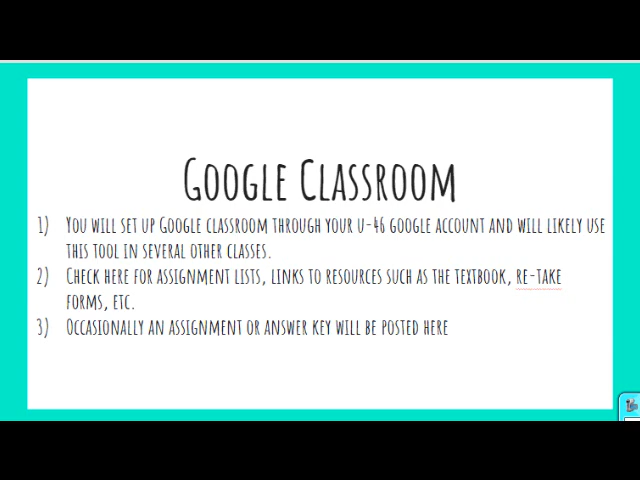 Google Classroom
1) You will set up Google classroom through your u-46 google account and will likely use
this tool in several other classes.
2) Check here for assignment lists, links to resources such as the textbook, re-take
forms, etc.
3) Occasionally an assignment or answer key will be posted here